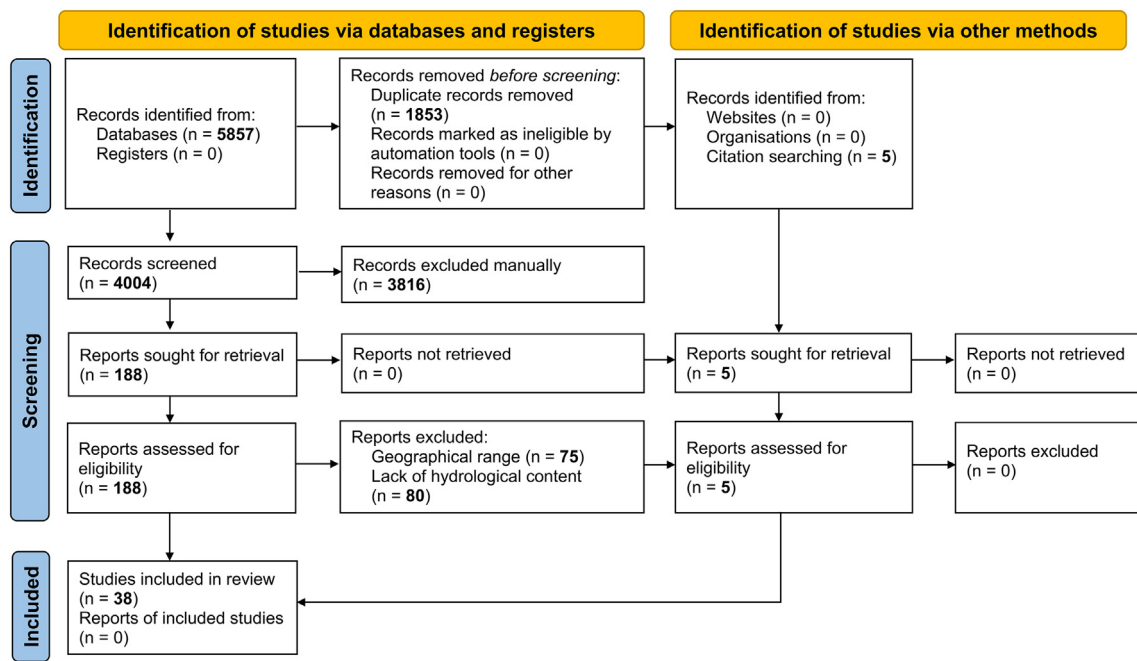 Identification of studies via databases and registers
Identification of studies via other methods
Identification
Records identified from:
Databases (n = 5857)
Registers (n = 0)
Records removed before screening:
Duplicate records removed
(n = 1853)
Records marked as ineligible by
automation tools (n = 0)
Records removed for other
reasons (n = 0)
Records identified from:
Websites (n = 0)
Organisations (n = 0)
Citation searching (n = 5)
Screening
Records screened
(n = 4004)
Records excluded manually
(n = 3816)
Reports sought for retrieval
(n = 188)
Reports not retrieved
(n = 0)
Reports sought for retrieval
(n = 5)
Reports not retrieved
(n = 0)
Reports assessed for
eligibility
(n = 188)
Reports excluded:
Geographical range (n = 75)
Lack of hydrological content
(n = 80)
Reports assessed for
eligibility
(n = 5)
Reports excluded
(n = 0)
Included
Studies included in review
(n = 38)
Reports of included studies
(n = 0)